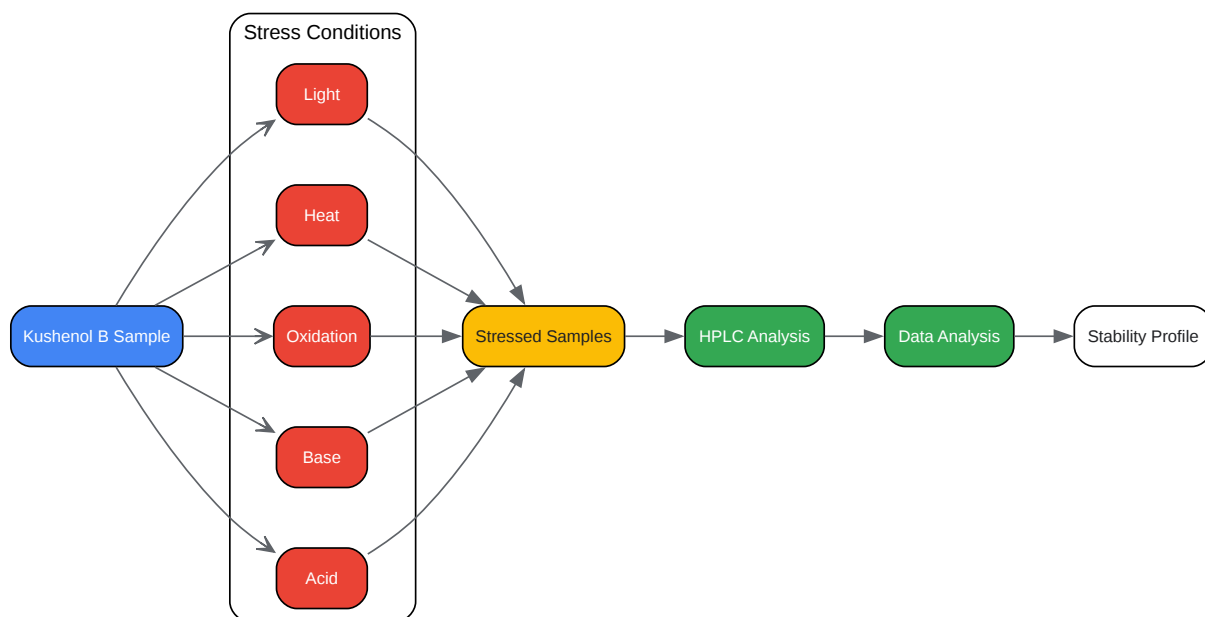 Stress Conditions
Light
Heat
Kushenol B Sample
Oxidation
Stressed Samples
HPLC Analysis
Data Analysis
Stability Profile
Base
Acid